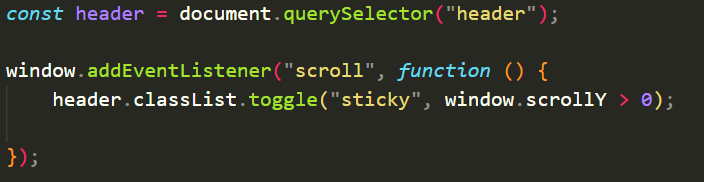 const header = document.querySelector("header");
window.addEventListener("scroll", function () {
header.classList.toggle("sticky", window.scrollY > 0);
});